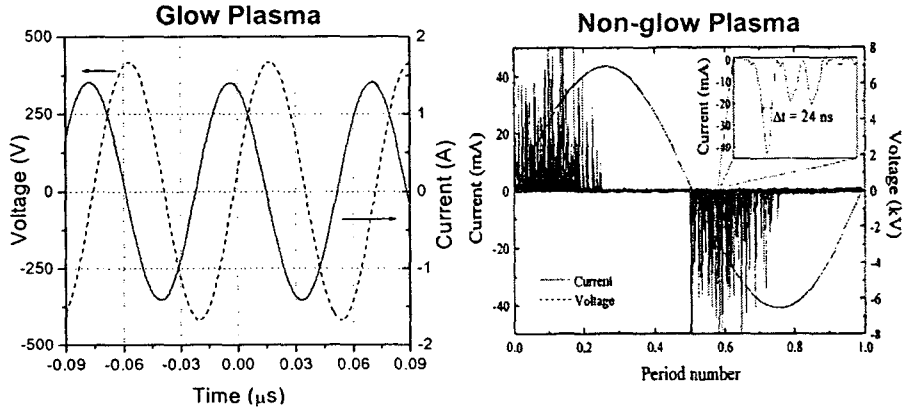 Glow Plasma
Voltage (V)
500
250
0
-250
-500
-0.09 -0.06 -0.03 0.00 0.03 0.06 0.09
Time (μs)
2
1
0
-1
-2
Current (A)
Non-glow Plasma
Current (mA)
40
20
0
-20
-40
0.0 0.2 0.4 0.6 0.8 1.0
Period number
8
6
4
2
0
-2
-4
-6
-8
Voltage (kV)
Current
Voltage
Current (mA)
0
-10
-20
-30
-40
Δt = 24 ns